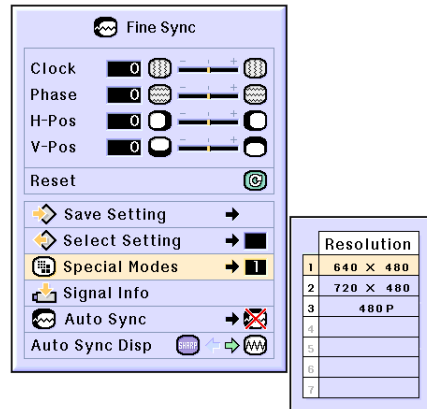 Fine Sync
Clock 0 - +
Phase 0 - +
H-Pos 0 - +
V-Pos 0 - +
Reset
Save Setting
Select Setting
Special Modes 1
Signal Info
Auto Sync
Auto Sync Disp SHARP
Resolution
1 640 × 480
2 720 × 480
3 480P
4
5
6
7